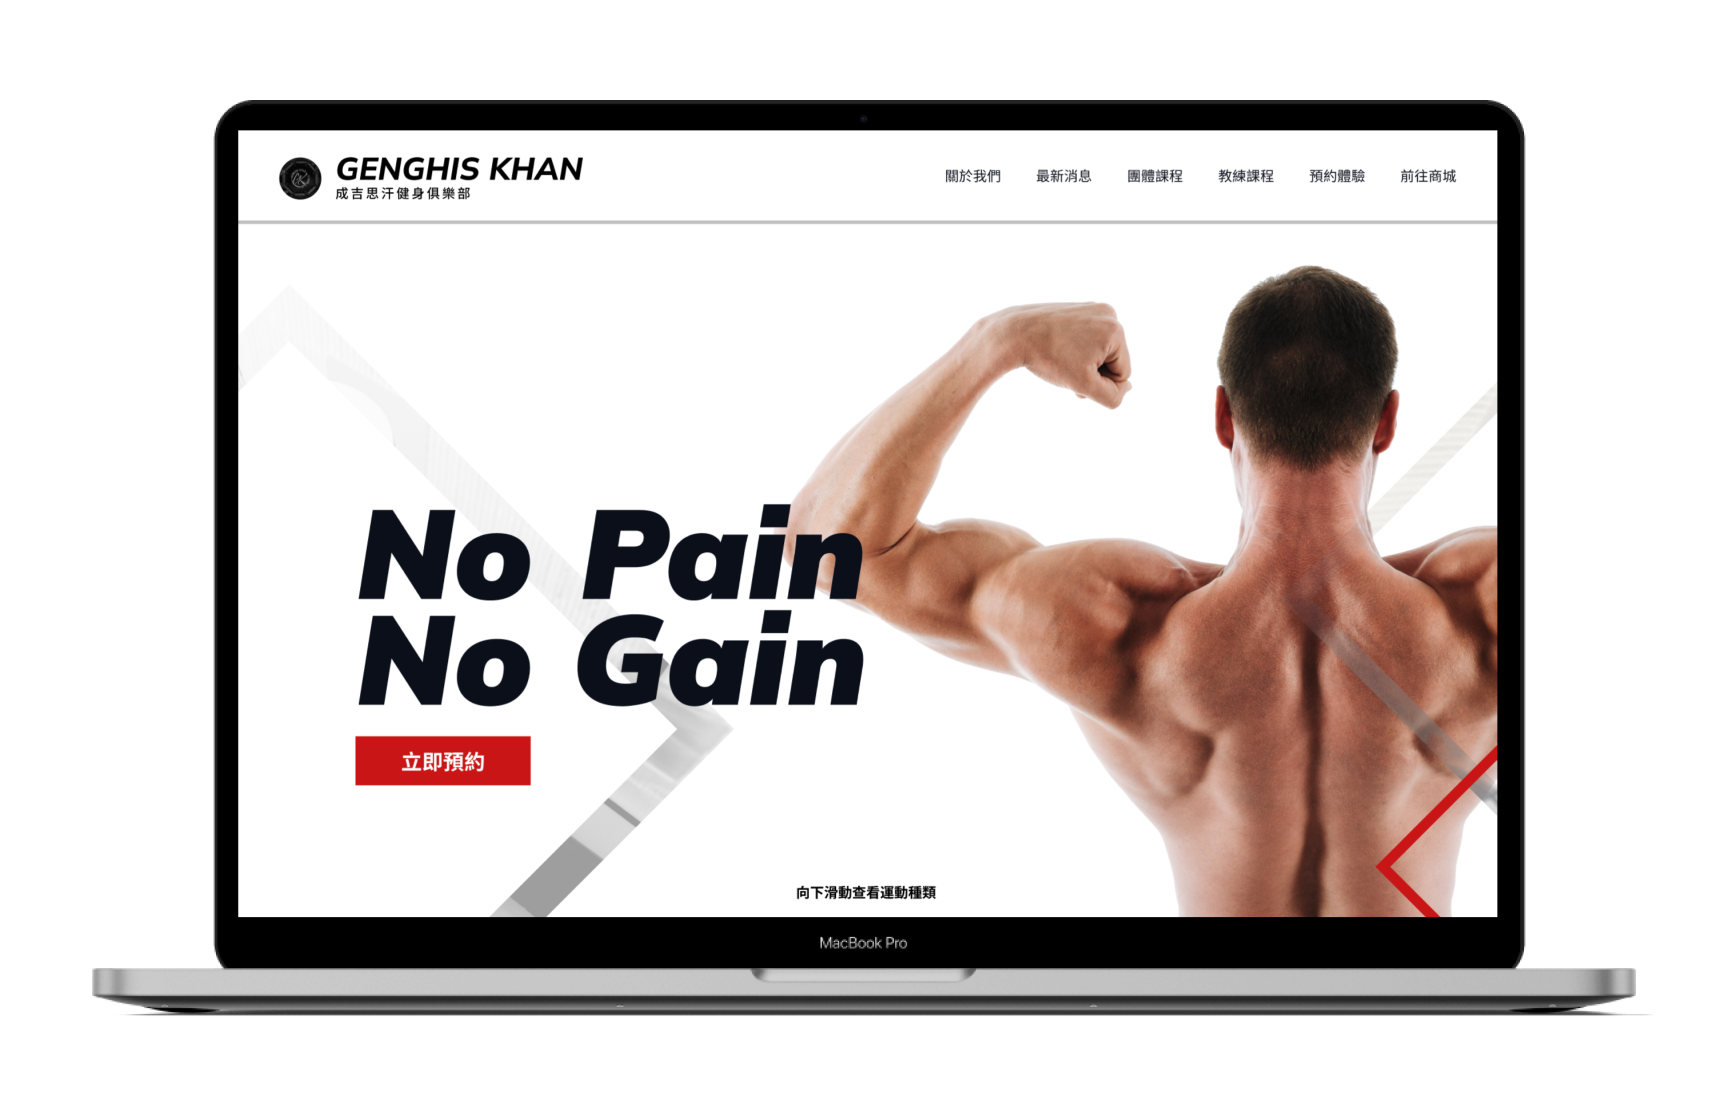 GENGHIS KHAN
成吉思汗健身俱樂部
關於我們 最新消息 團體課程 教練課程 預約體驗 前往商城
No Pain
No Gain
立即預約
向下滑動查看運動種類
MacBook Pro